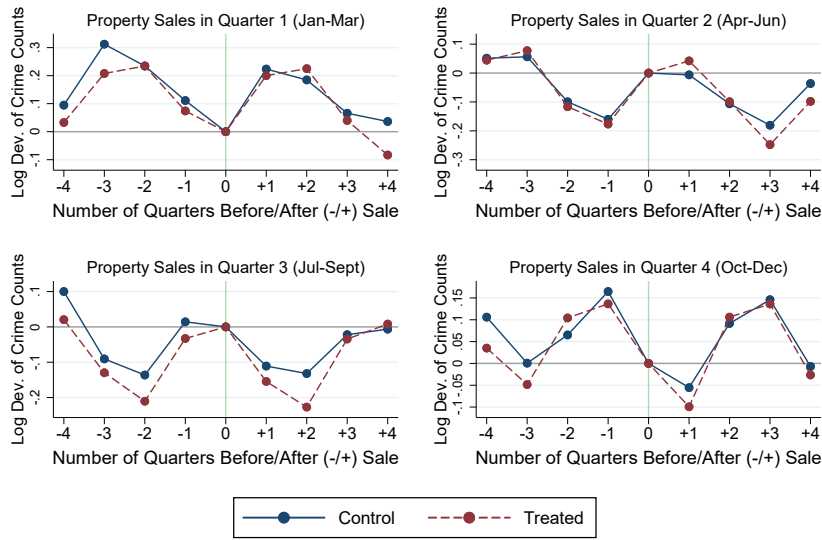 Property Sales in Quarter 1 (Jan-Mar)
Log Dev. of Crime Counts
.3
.2
.1
0
-.1
-4 -3 -2 -1 0 +1 +2 +3 +4
Number of Quarters Before/After (-/+) Sale
Property Sales in Quarter 2 (Apr-Jun)
Log Dev. of Crime Counts
.1
0
-.1
-.2
-.3
-4 -3 -2 -1 0 +1 +2 +3 +4
Number of Quarters Before/After (-/+) Sale
Property Sales in Quarter 3 (Jul-Sept)
Log Dev. of Crime Counts
.1
0
-.1
-.2
-4 -3 -2 -1 0 +1 +2 +3 +4
Number of Quarters Before/After (-/+) Sale
Property Sales in Quarter 4 (Oct-Dec)
Log Dev. of Crime Counts
.15
.1
.05
0
-.05
-.1
-4 -3 -2 -1 0 +1 +2 +3 +4
Number of Quarters Before/After (-/+) Sale
Control Treated